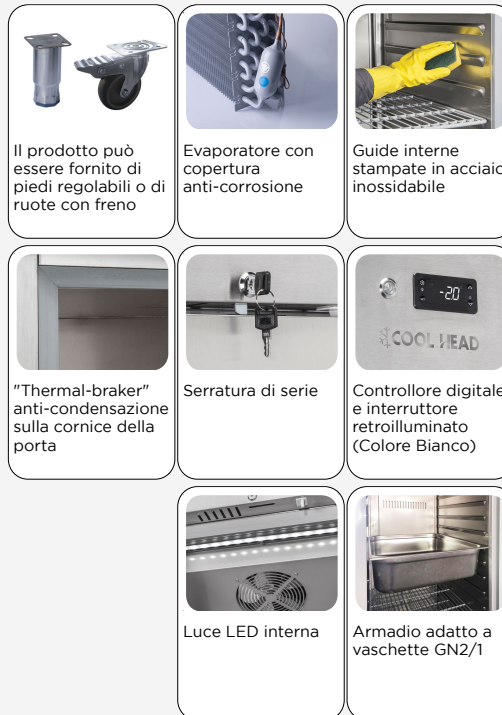 Il prodotto può
essere fornito di
piedi regolabili o di
ruote con freno
Evaporatore con
copertura
anti-corrosione
Guide interne
stampate in acciaio
inossidabile
"Thermal-braker"
anti-condensazione
sulla cornice della
porta
Serratura di serie
-2.0
COOL HEAD
Controllore digitale
e interruttore
retroilluminato
(Colore Bianco)
Luce LED interna
Armadio adatto a
vaschette GN2/1